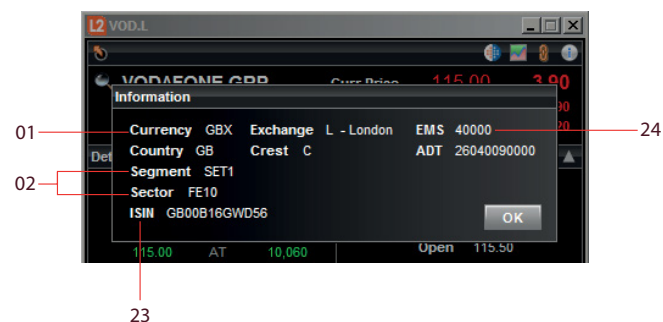 L2 VOD.L
VODAFONE GBP Curr Price 115.00 3.90
Information
01 Currency GBX Exchange L - London EMS 40000 24
Country GB Crest C ADT 26040090000
02 Segment SET1
Sector FE10
ISIN GB00B16GWD56 OK
115.00 AT 10,060 Open 115.50
23